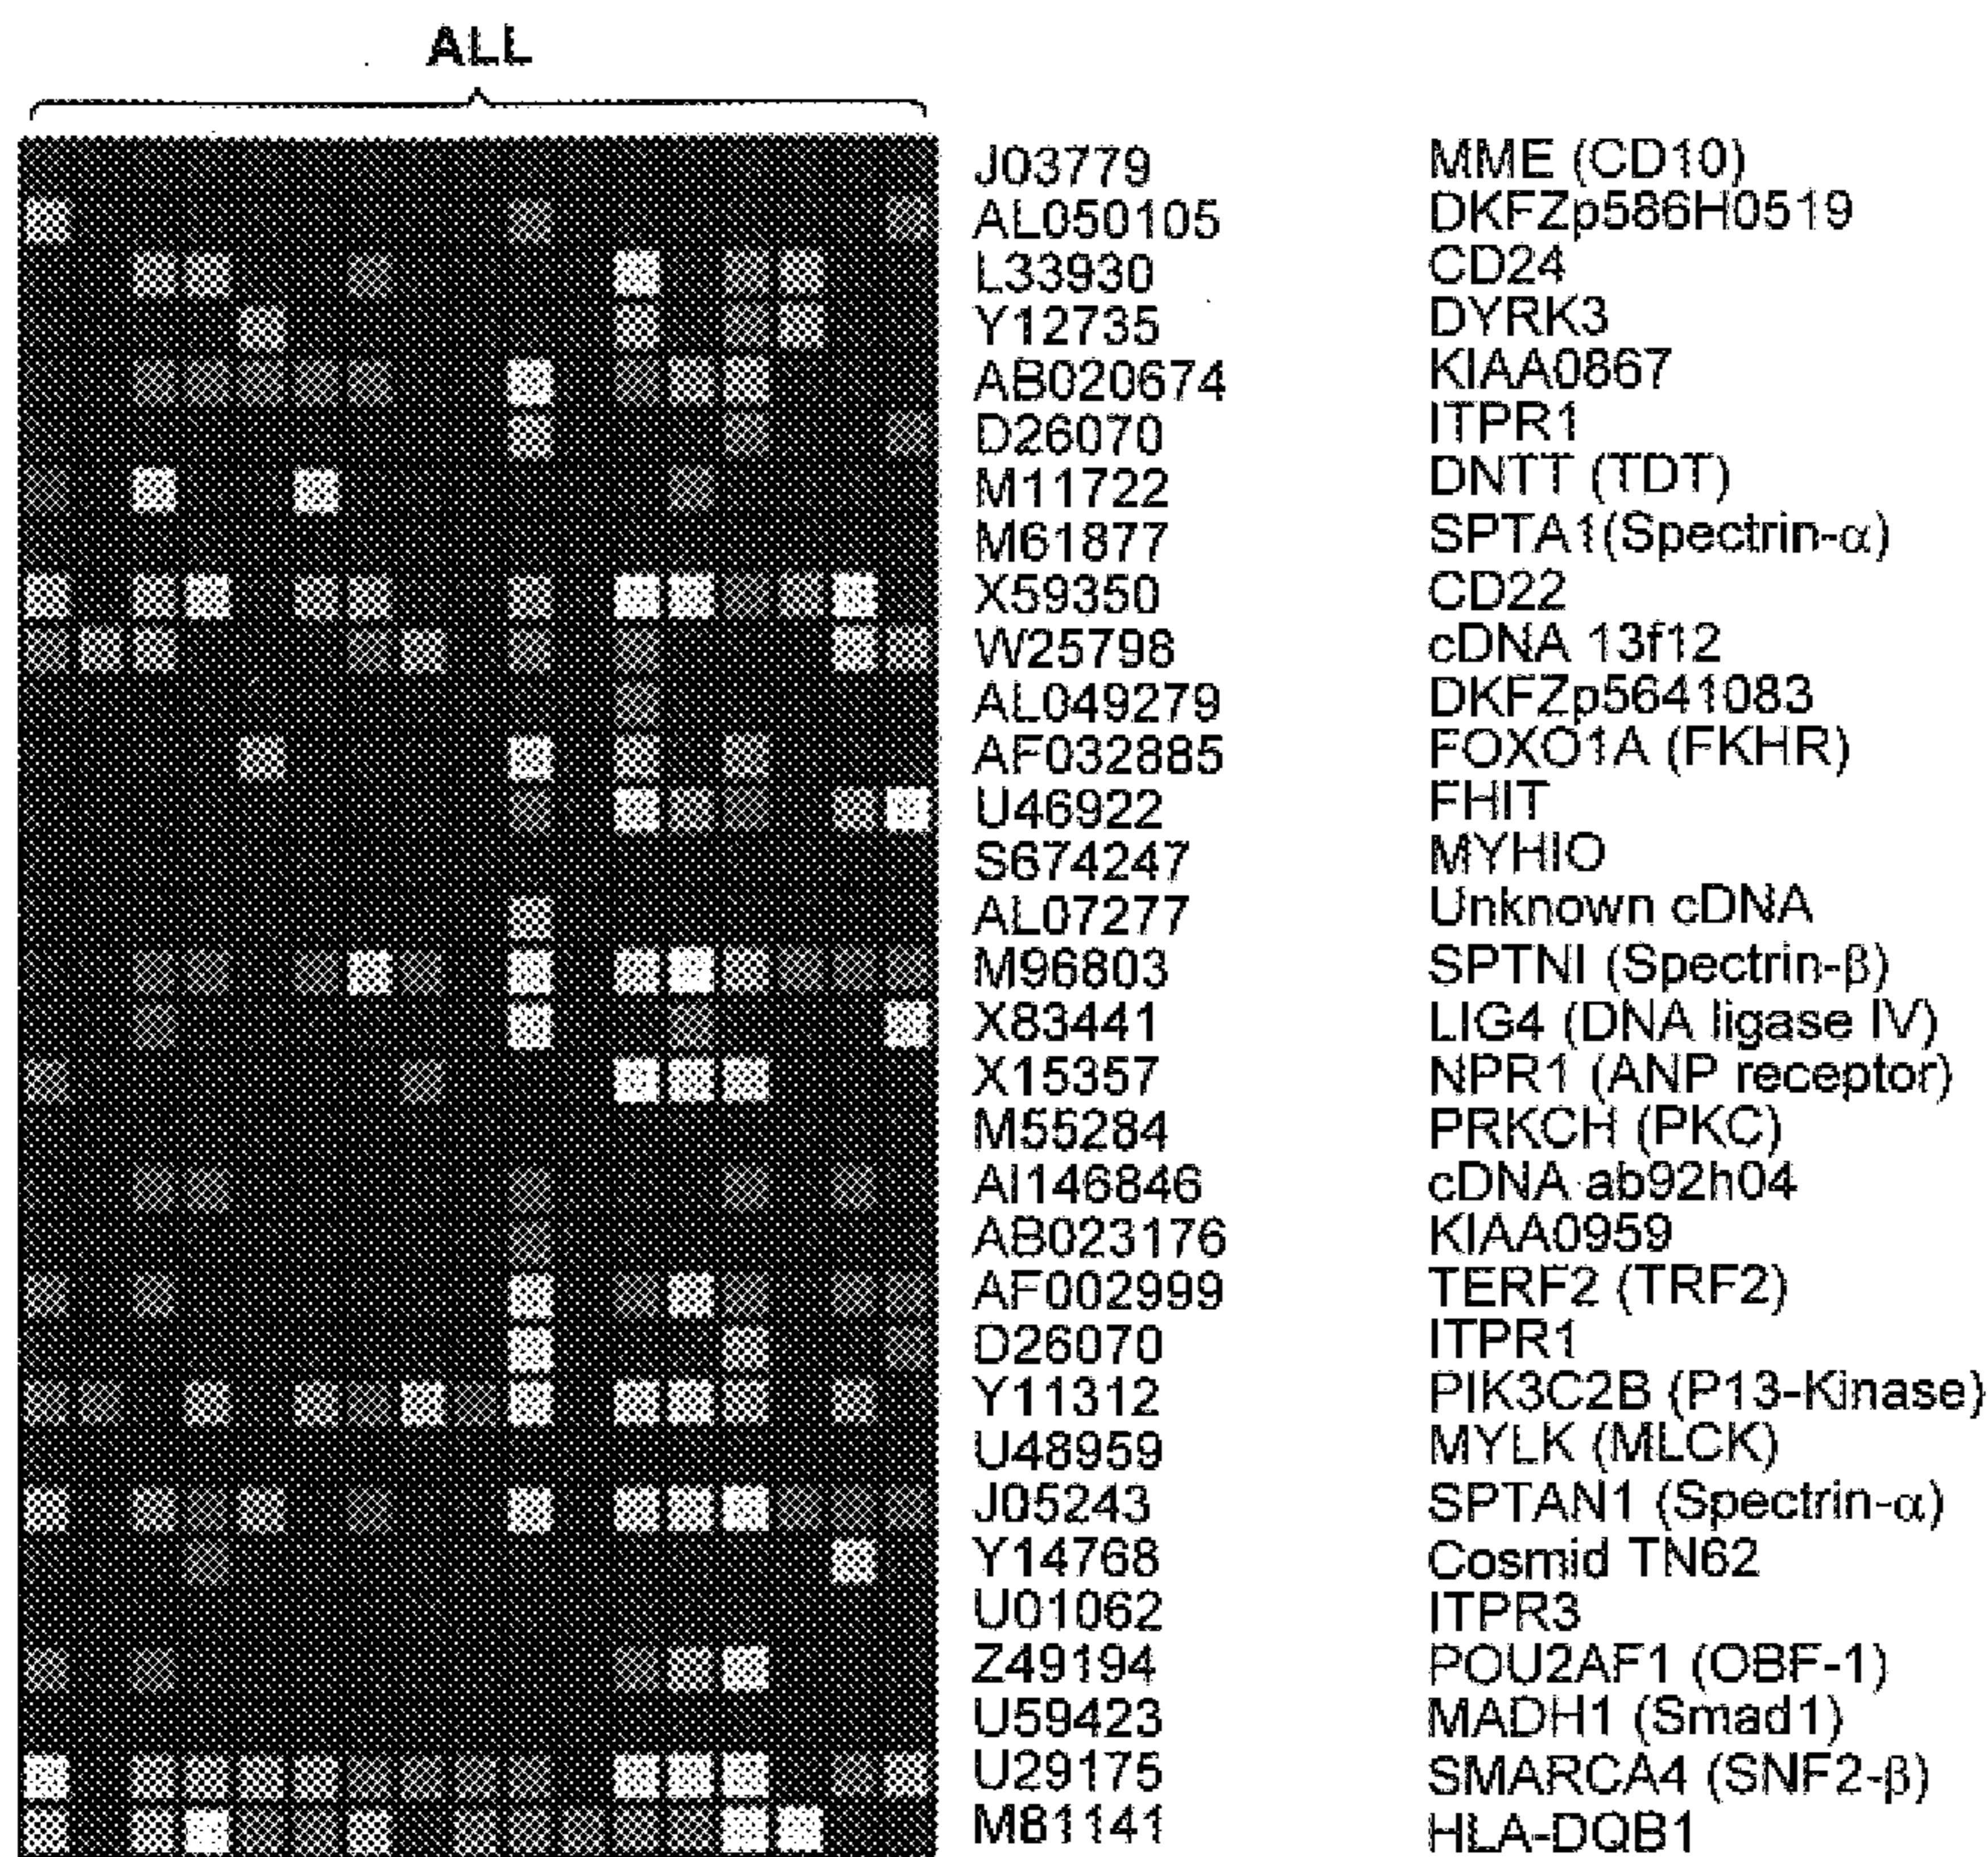 ALL
J03779 MME (CD10)
AL050105 DKFZp586H0519
L33930 CD24
Y12735 DYRK3
AB020674 KIAA0867
D26070 ITPR1
M11722 DNTT (TDT)
M61877 SPTA1(Spectrin-α)
X59350 CD22
W25798 cDNA 13f12
AL049279 DKFZp5641083
AF032885 FOXO1A (FKHR)
U46922 FHIT
S674247 MYHIO
AL07277 Unknown cDNA
M96803 SPTNI (Spectrin-β)
X83441 LIG4 (DNA ligase IV)
X15357 NPR1 (ANP receptor)
M55284 PRKCH (PKC)
AI146846 cDNA ab92h04
AB023176 KIAA0959
AF002999 TERF2 (TRF2)
D26070 ITPR1
Y11312 PIK3C2B (P13-Kinase)
U48959 MYLK (MLCK)
J05243 SPTAN1 (Spectrin-α)
Y14768 Cosmid TN62
U01062 ITPR3
Z49194 POU2AF1 (OBF-1)
U59423 MADH1 (Smad1)
U29175 SMARCA4 (SNF2-β)
M81141 HLA-DQB1